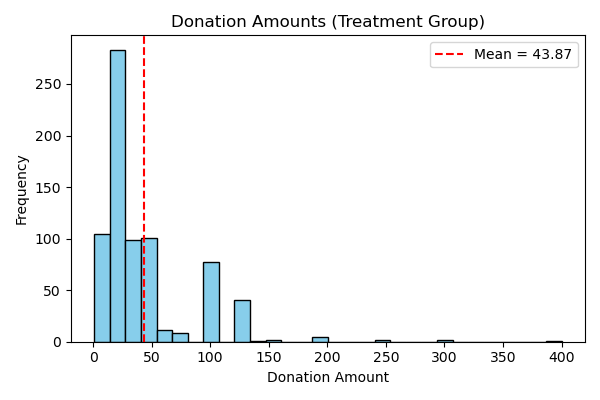 Donation Amounts (Treatment Group)
Mean = 43.87
Frequency
250
200
150
100
50
0
0 50 100 150 200 250 300 350 400
Donation Amount